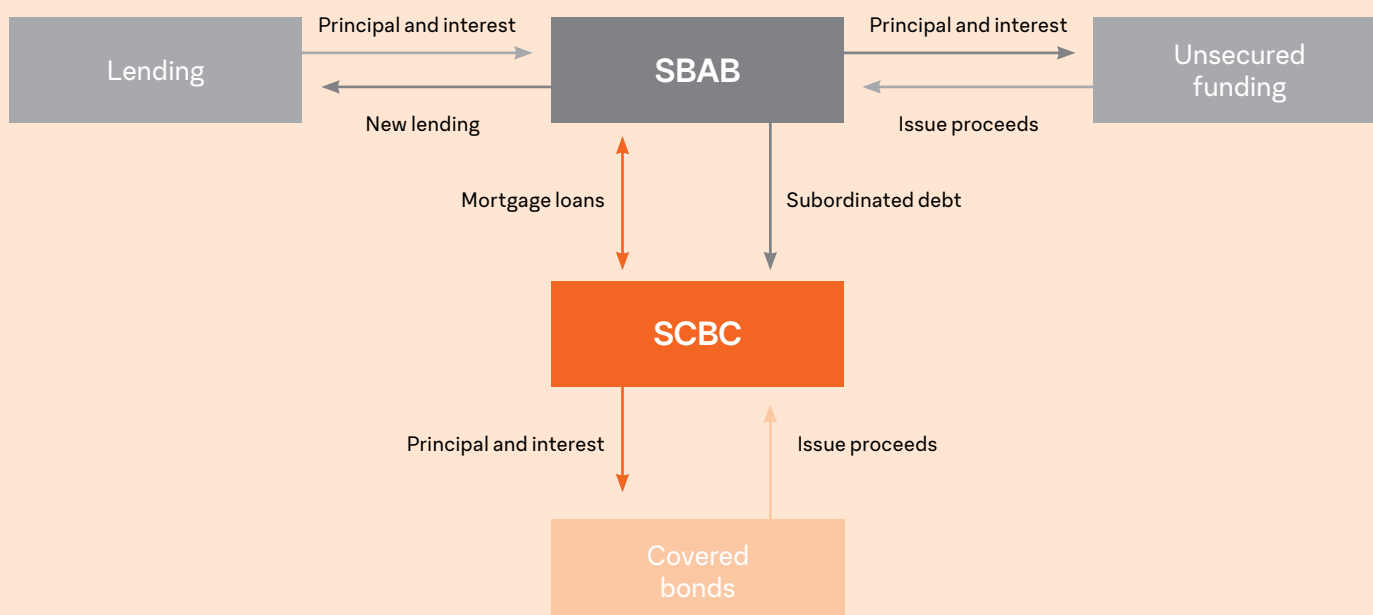 Principal and interest
Principal and interest
Lending
SBAB
Unsecured
funding
New lending
Issue proceeds
Mortgage loans
Subordinated debt
SCBC
Principal and interest
Issue proceeds
Covered
bonds